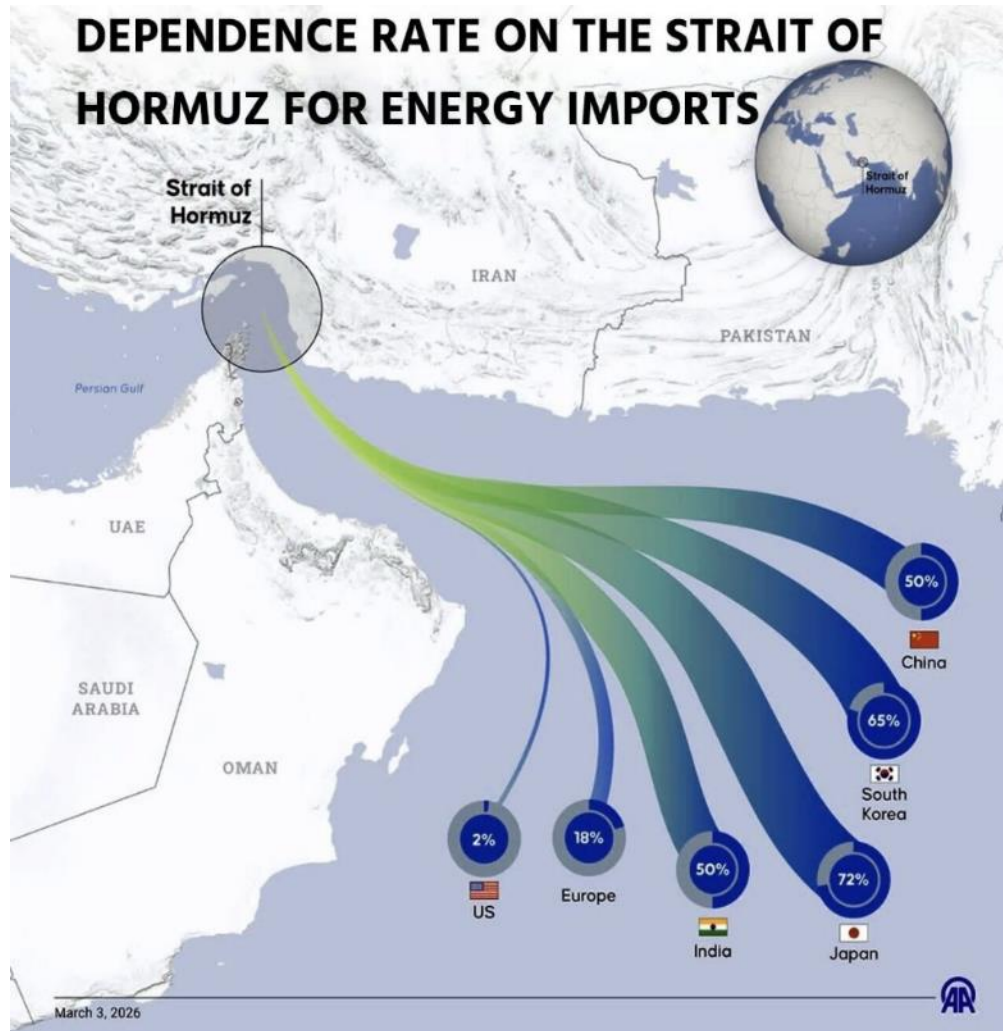 DEPENDENCE RATE ON THE STRAIT OF
HORMUZ FOR ENERGY IMPORTS
Strait of
Hormuz
Strait of
Hormuz
IRAN
PAKISTAN
Persian Gulf
UAE
SAUDI
ARABIA
OMAN
50%
China
65%
South
Korea
2%
US
18%
Europe
50%
India
72%
Japan
March 3, 2026
AA